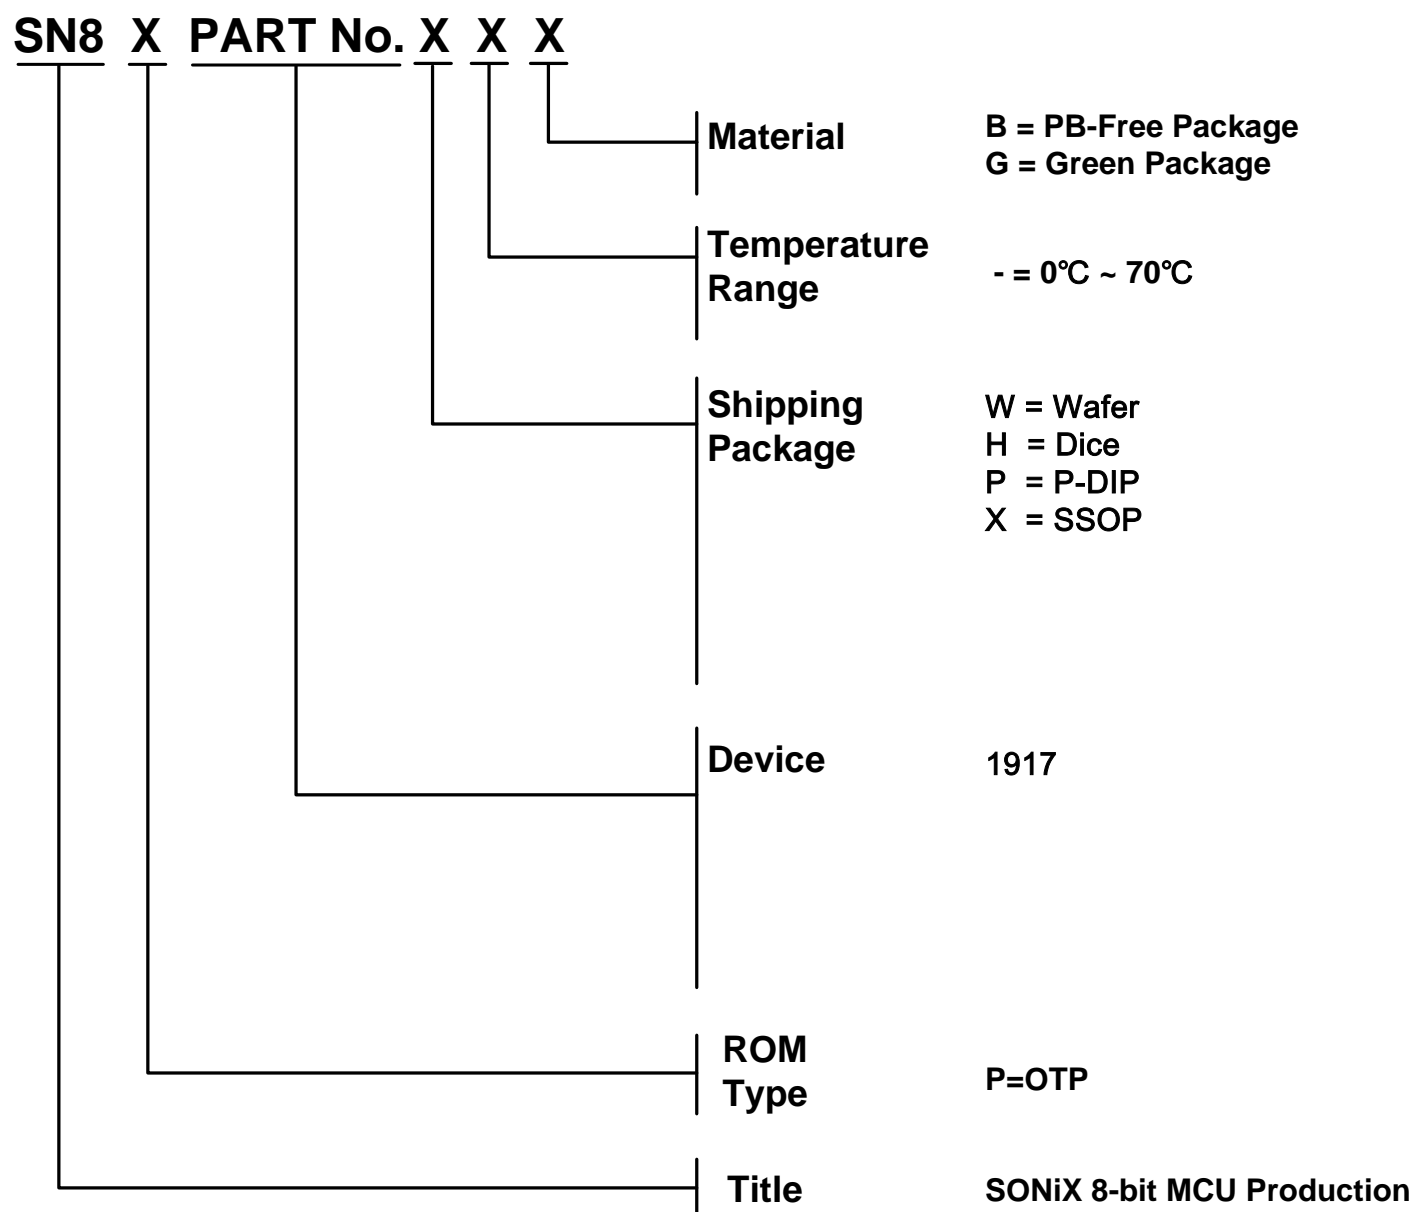 SN8 X PART No. X X X
Material
B = PB-Free Package
G = Green Package
Temperature
Range
- = 0℃ ~ 70℃
Shipping
Package
W = Wafer
H = Dice
P = P-DIP
X = SSOP
Device
1917
ROM
Type
P=OTP
Title
SONiX 8-bit MCU Production